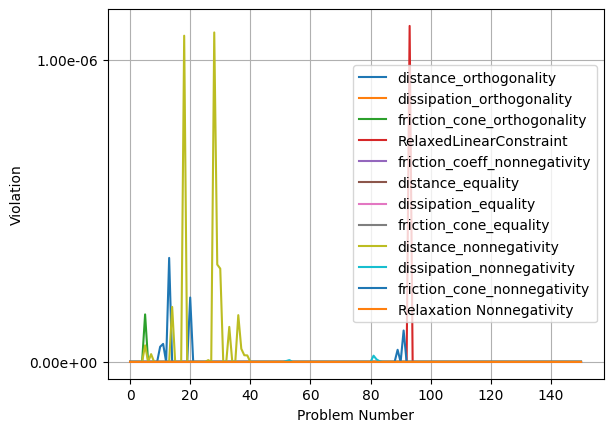 1.00e-06
0.00e+00
Violation
0 20 40 60 80 100 120 140
Problem Number
distance_orthogonality
dissipation_orthogonality
friction_cone_orthogonality
RelaxedLinearConstraint
friction_coeff_nonnegativity
distance_equality
dissipation_equality
friction_cone_equality
distance_nonnegativity
dissipation_nonnegativity
friction_cone_nonnegativity
Relaxation Nonnegativity